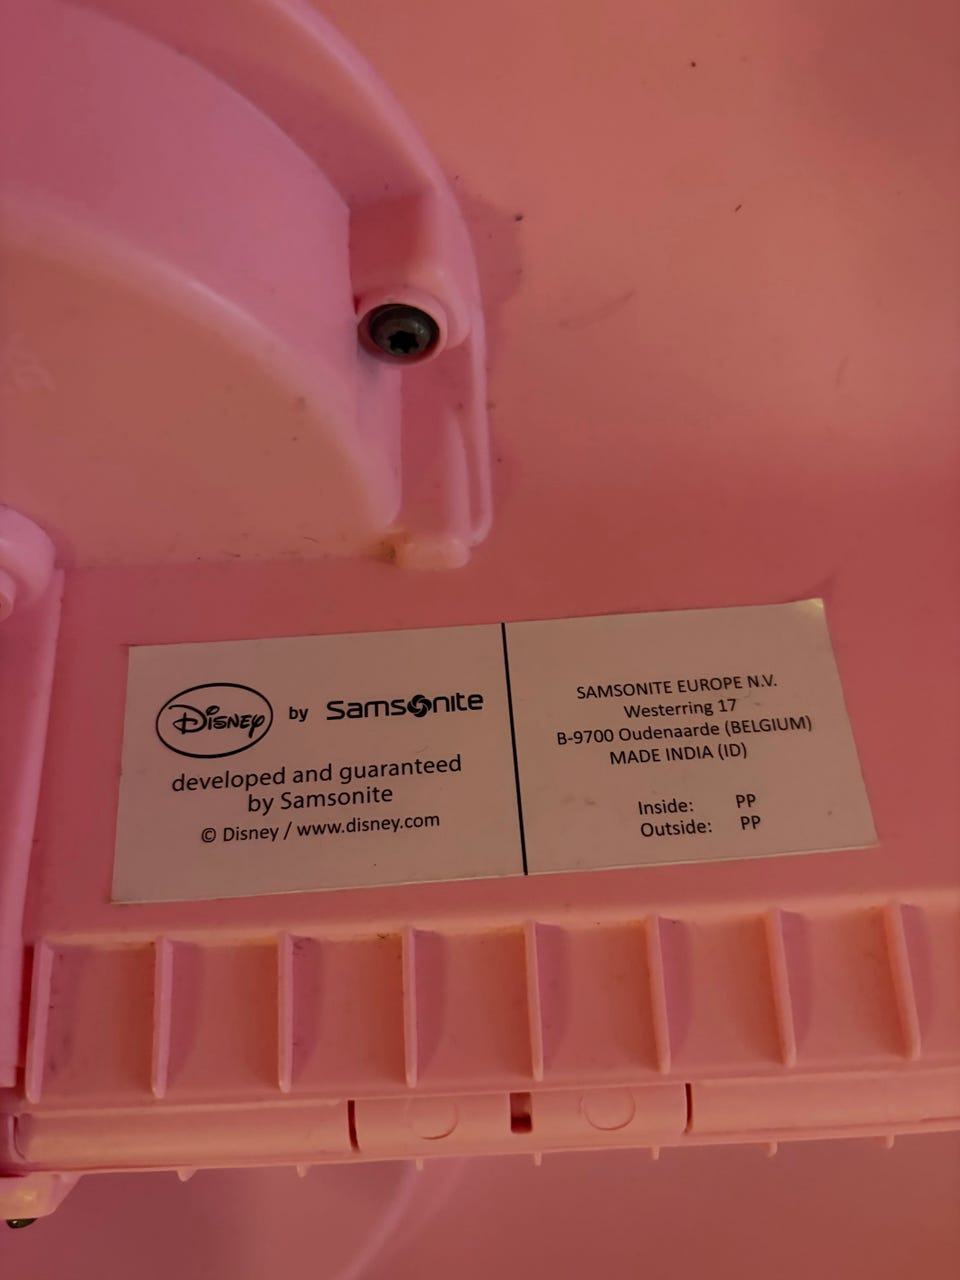 Disney by Samsonite
developed and guaranteed
by Samsonite
© Disney / www.disney.com
SAMSONITE EUROPE N.V.
Westerring 17
B-9700 Oudenaarde (BELGIUM)
MADE INDIA (ID)
Inside: PP
Outside: PP